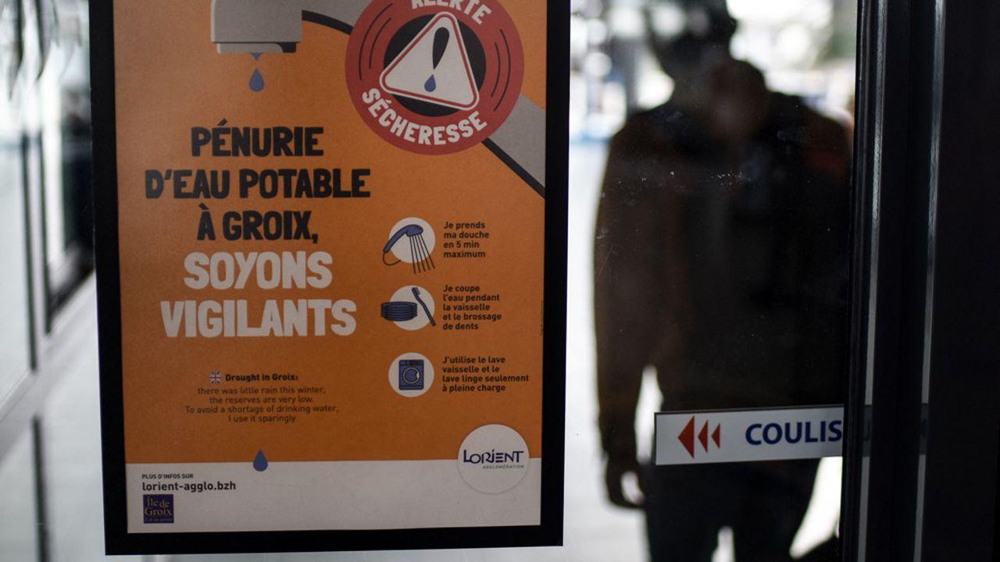 ALERTE
SÉCHERESSE
PÉNURIE
D'EAU POTABLE
À GROIX,
SOYONS
VIGILANTS
Je prends
ma douche
en 5 min
maximum
Je coupe
l'eau pendant
la vaisselle
et le brossage
de dents
J'utilise le lave
vaisselle et le
lave linge seulement
à pleine charge
Drought in Groix:
there was little rain this winter,
the reserves are very low.
To avoid a shortage of drinking water,
I use it sparingly
LORIENT
AGGLOMÉRATION
PLUS D'INFOS SUR
lorient-agglo.bzh
Île de
Groix
COULIS